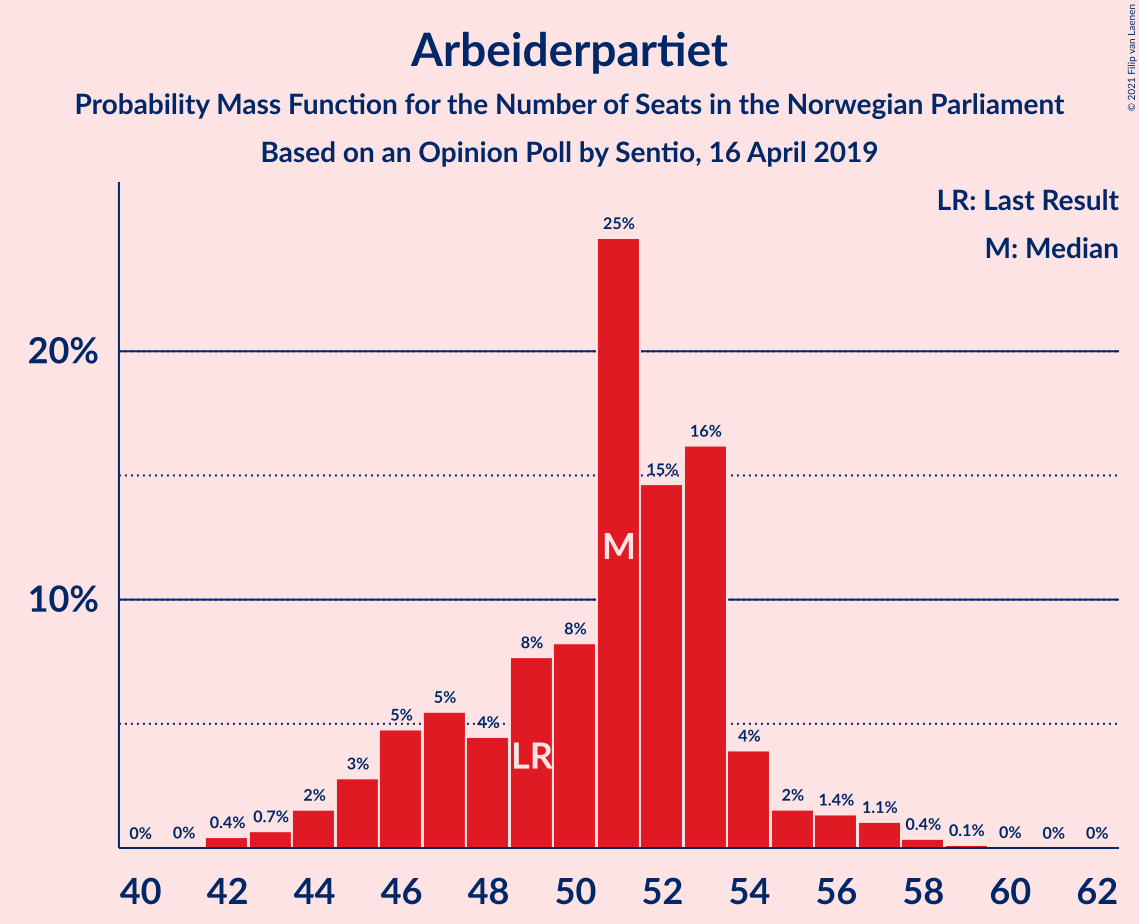 Arbeiderpartiet
Probability Mass Function for the Number of Seats in the Norwegian Parliament
Based on an Opinion Poll by Sentio, 16 April 2019
© 2021 Filip van Laenen
LR: Last Result
M: Median
20%
10%
0% 0% 0.4% 0.7% 2% 3% 5% 5% 4% 8% 8% 25% 15% 16% 4% 2% 1.4% 1.1% 0.4% 0.1% 0% 0% 0%
M
LR
40 42 44 46 48 50 52 54 56 58 60 62